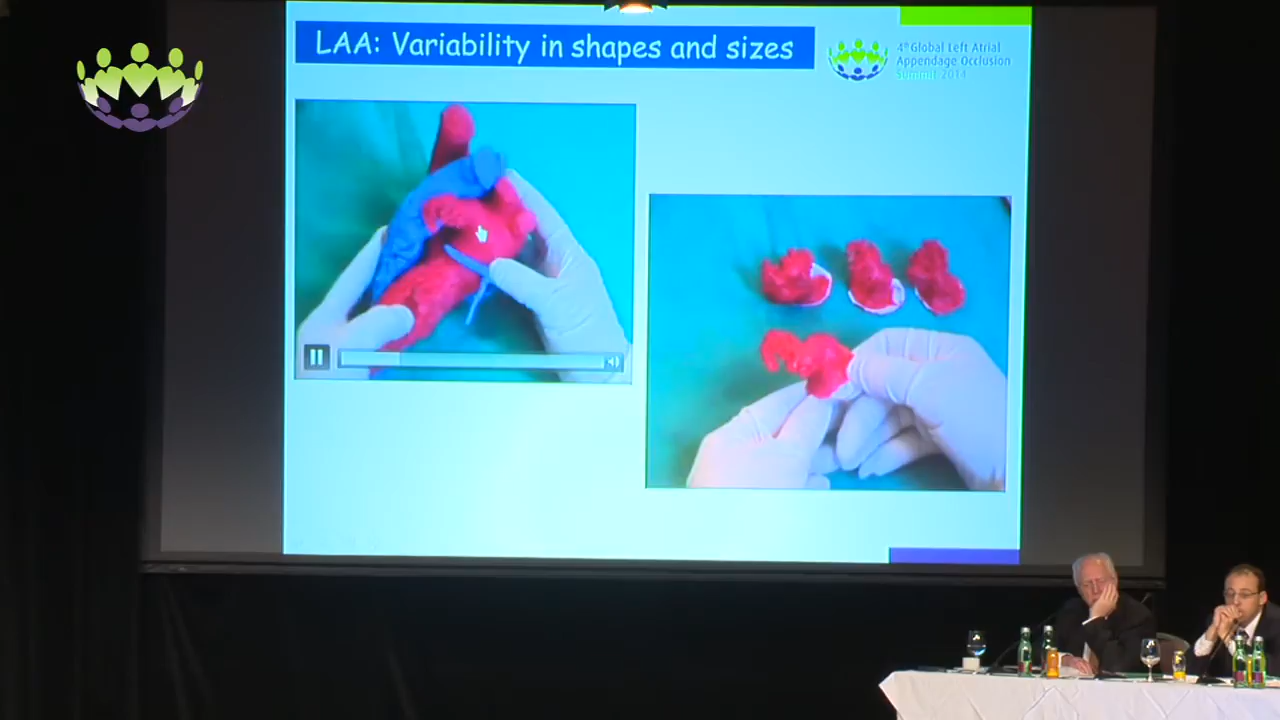 LAA: Variability in shapes and sizes
4th Global Left Atrial
Appendage Occlusion
Summit 2014